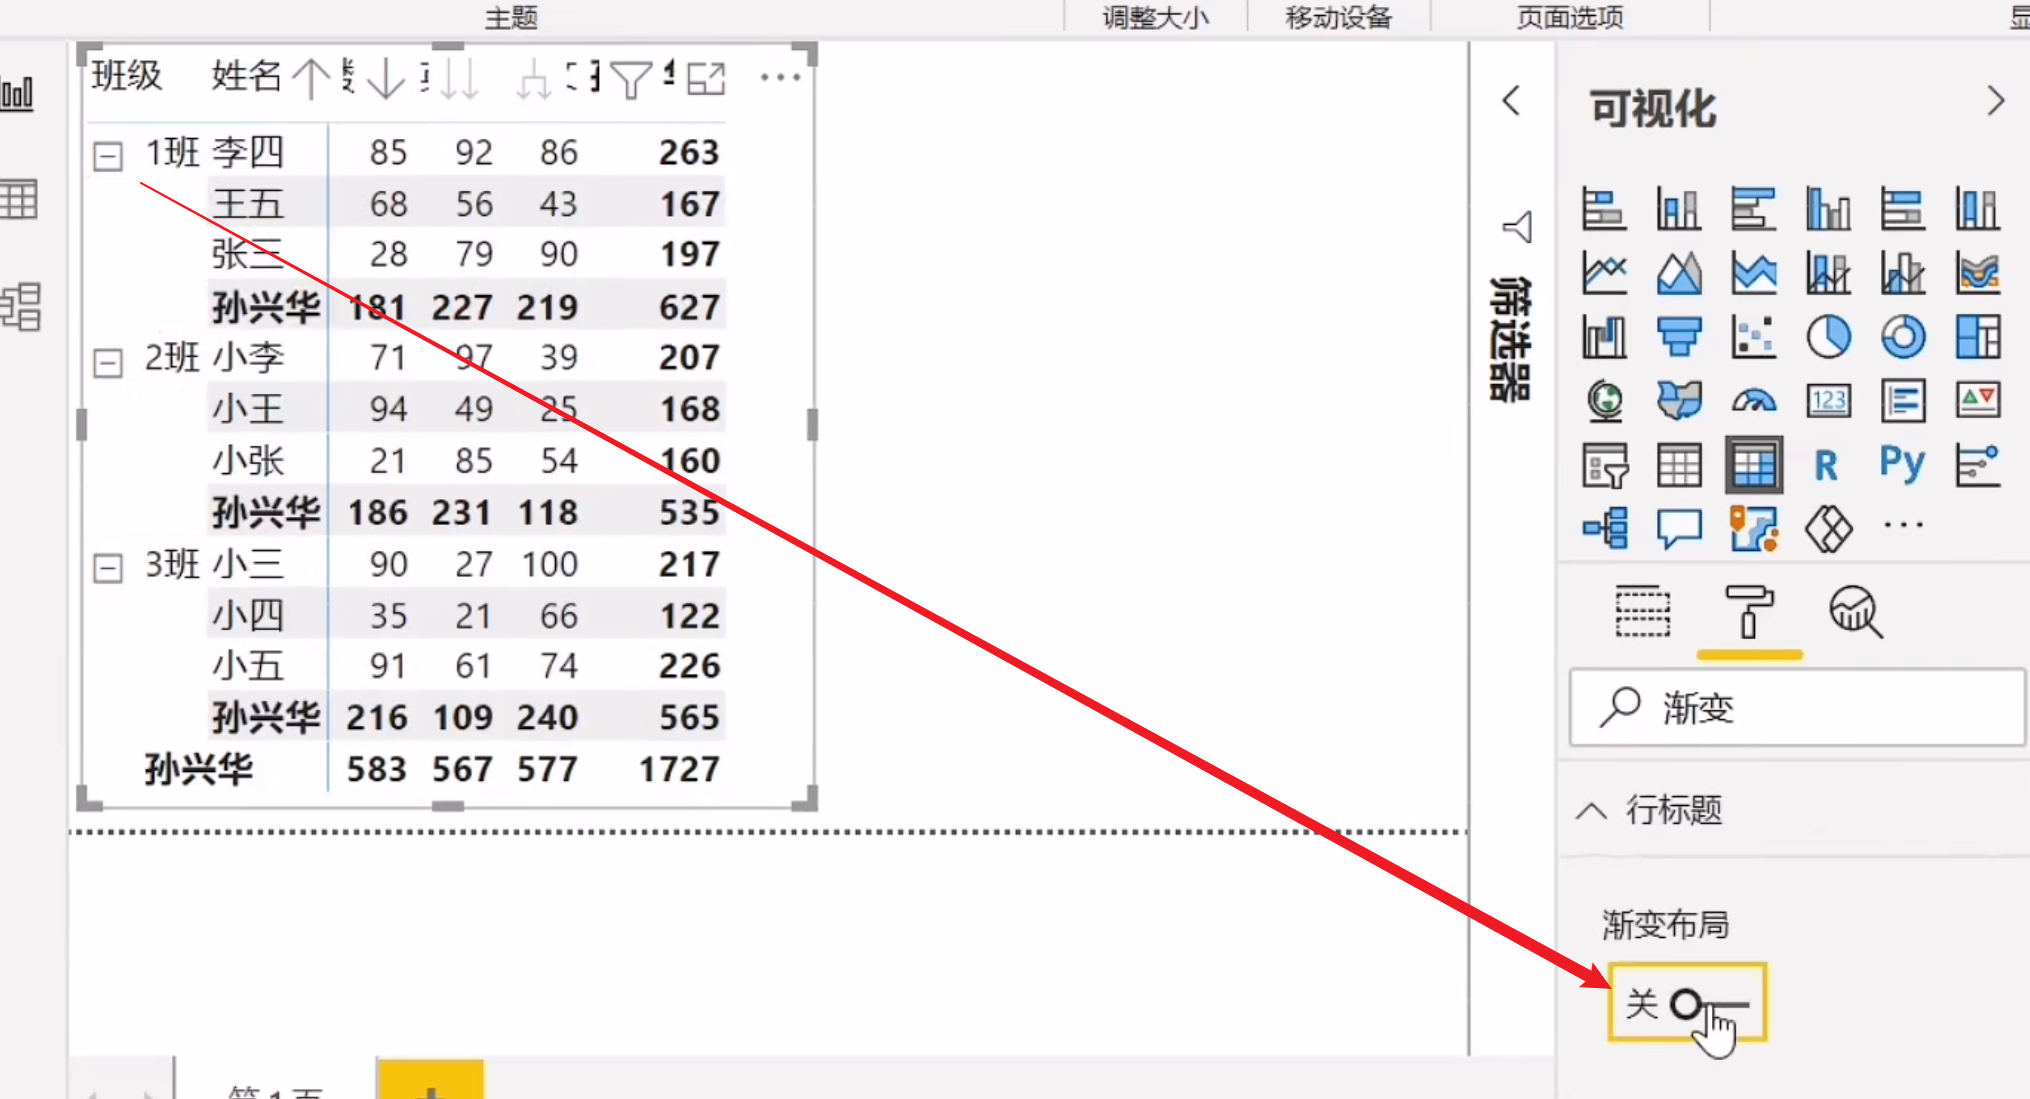 主题 调整大小 移动设备 页面选项
班级 姓名
1班 李四 85 92 86 263
王五 68 56 43 167
张三 28 79 90 197
孙兴华 181 227 219 627
2班 小李 71 97 39 207
小王 94 49 25 168
小张 21 85 54 160
孙兴华 186 231 118 535
3班 小三 90 27 100 217
小四 35 21 66 122
小五 91 61 74 226
孙兴华 216 109 240 565
孙兴华 583 567 577 1727
筛选器
可视化
123
R Py
渐变
行标题
渐变布局
关
第 1 页